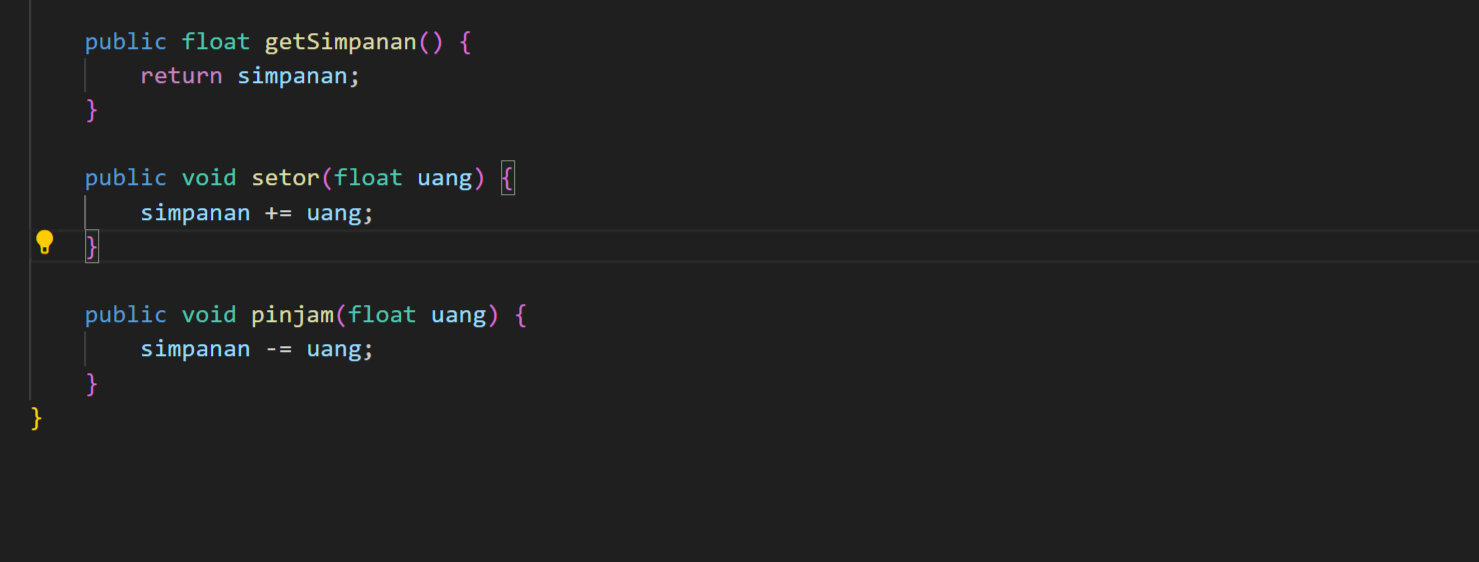 public float getSimpanan() {
return simpanan;
}
public void setor(float uang) {
simpanan += uang;
}
public void pinjam(float uang) {
simpanan -= uang;
}
}